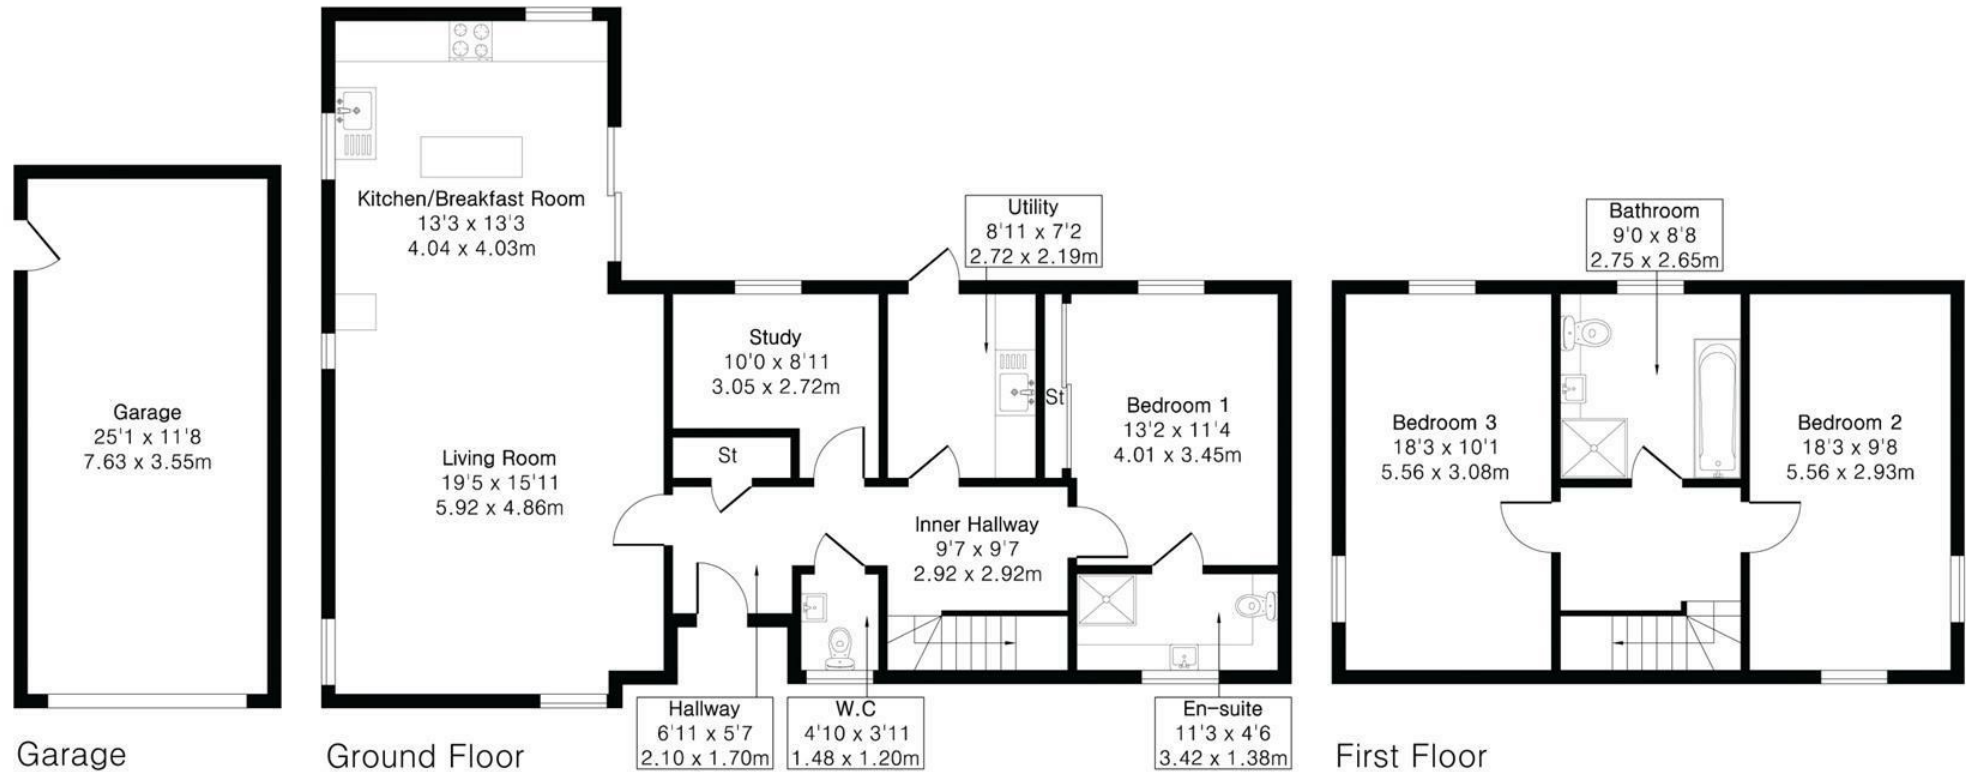 Kitchen/Breakfast Room
13'3 x 13'3
4.04 x 4.03m
Utility
8'11 x 7'2
2.72 x 2.19m
Bathroom
9'0 x 8'8
2.75 x 2.65m
Study
10'0 x 8'11
3.05 x 2.72m
St
Bedroom 1
13'2 x 11'4
4.01 x 3.45m
Garage
25'1 x 11'8
7.63 x 3.55m
Living Room
19'5 x 15'11
5.92 x 4.86m
St
Bedroom 3
18'3 x 10'1
5.56 x 3.08m
Bedroom 2
18'3 x 9'8
5.56 x 2.93m
Inner Hallway
9'7 x 9'7
2.92 x 2.92m
Hallway
6'11 x 5'7
2.10 x 1.70m
W.C
4'10 x 3'11
1.48 x 1.20m
En-suite
11'3 x 4'6
3.42 x 1.38m
Garage
Ground Floor
First Floor